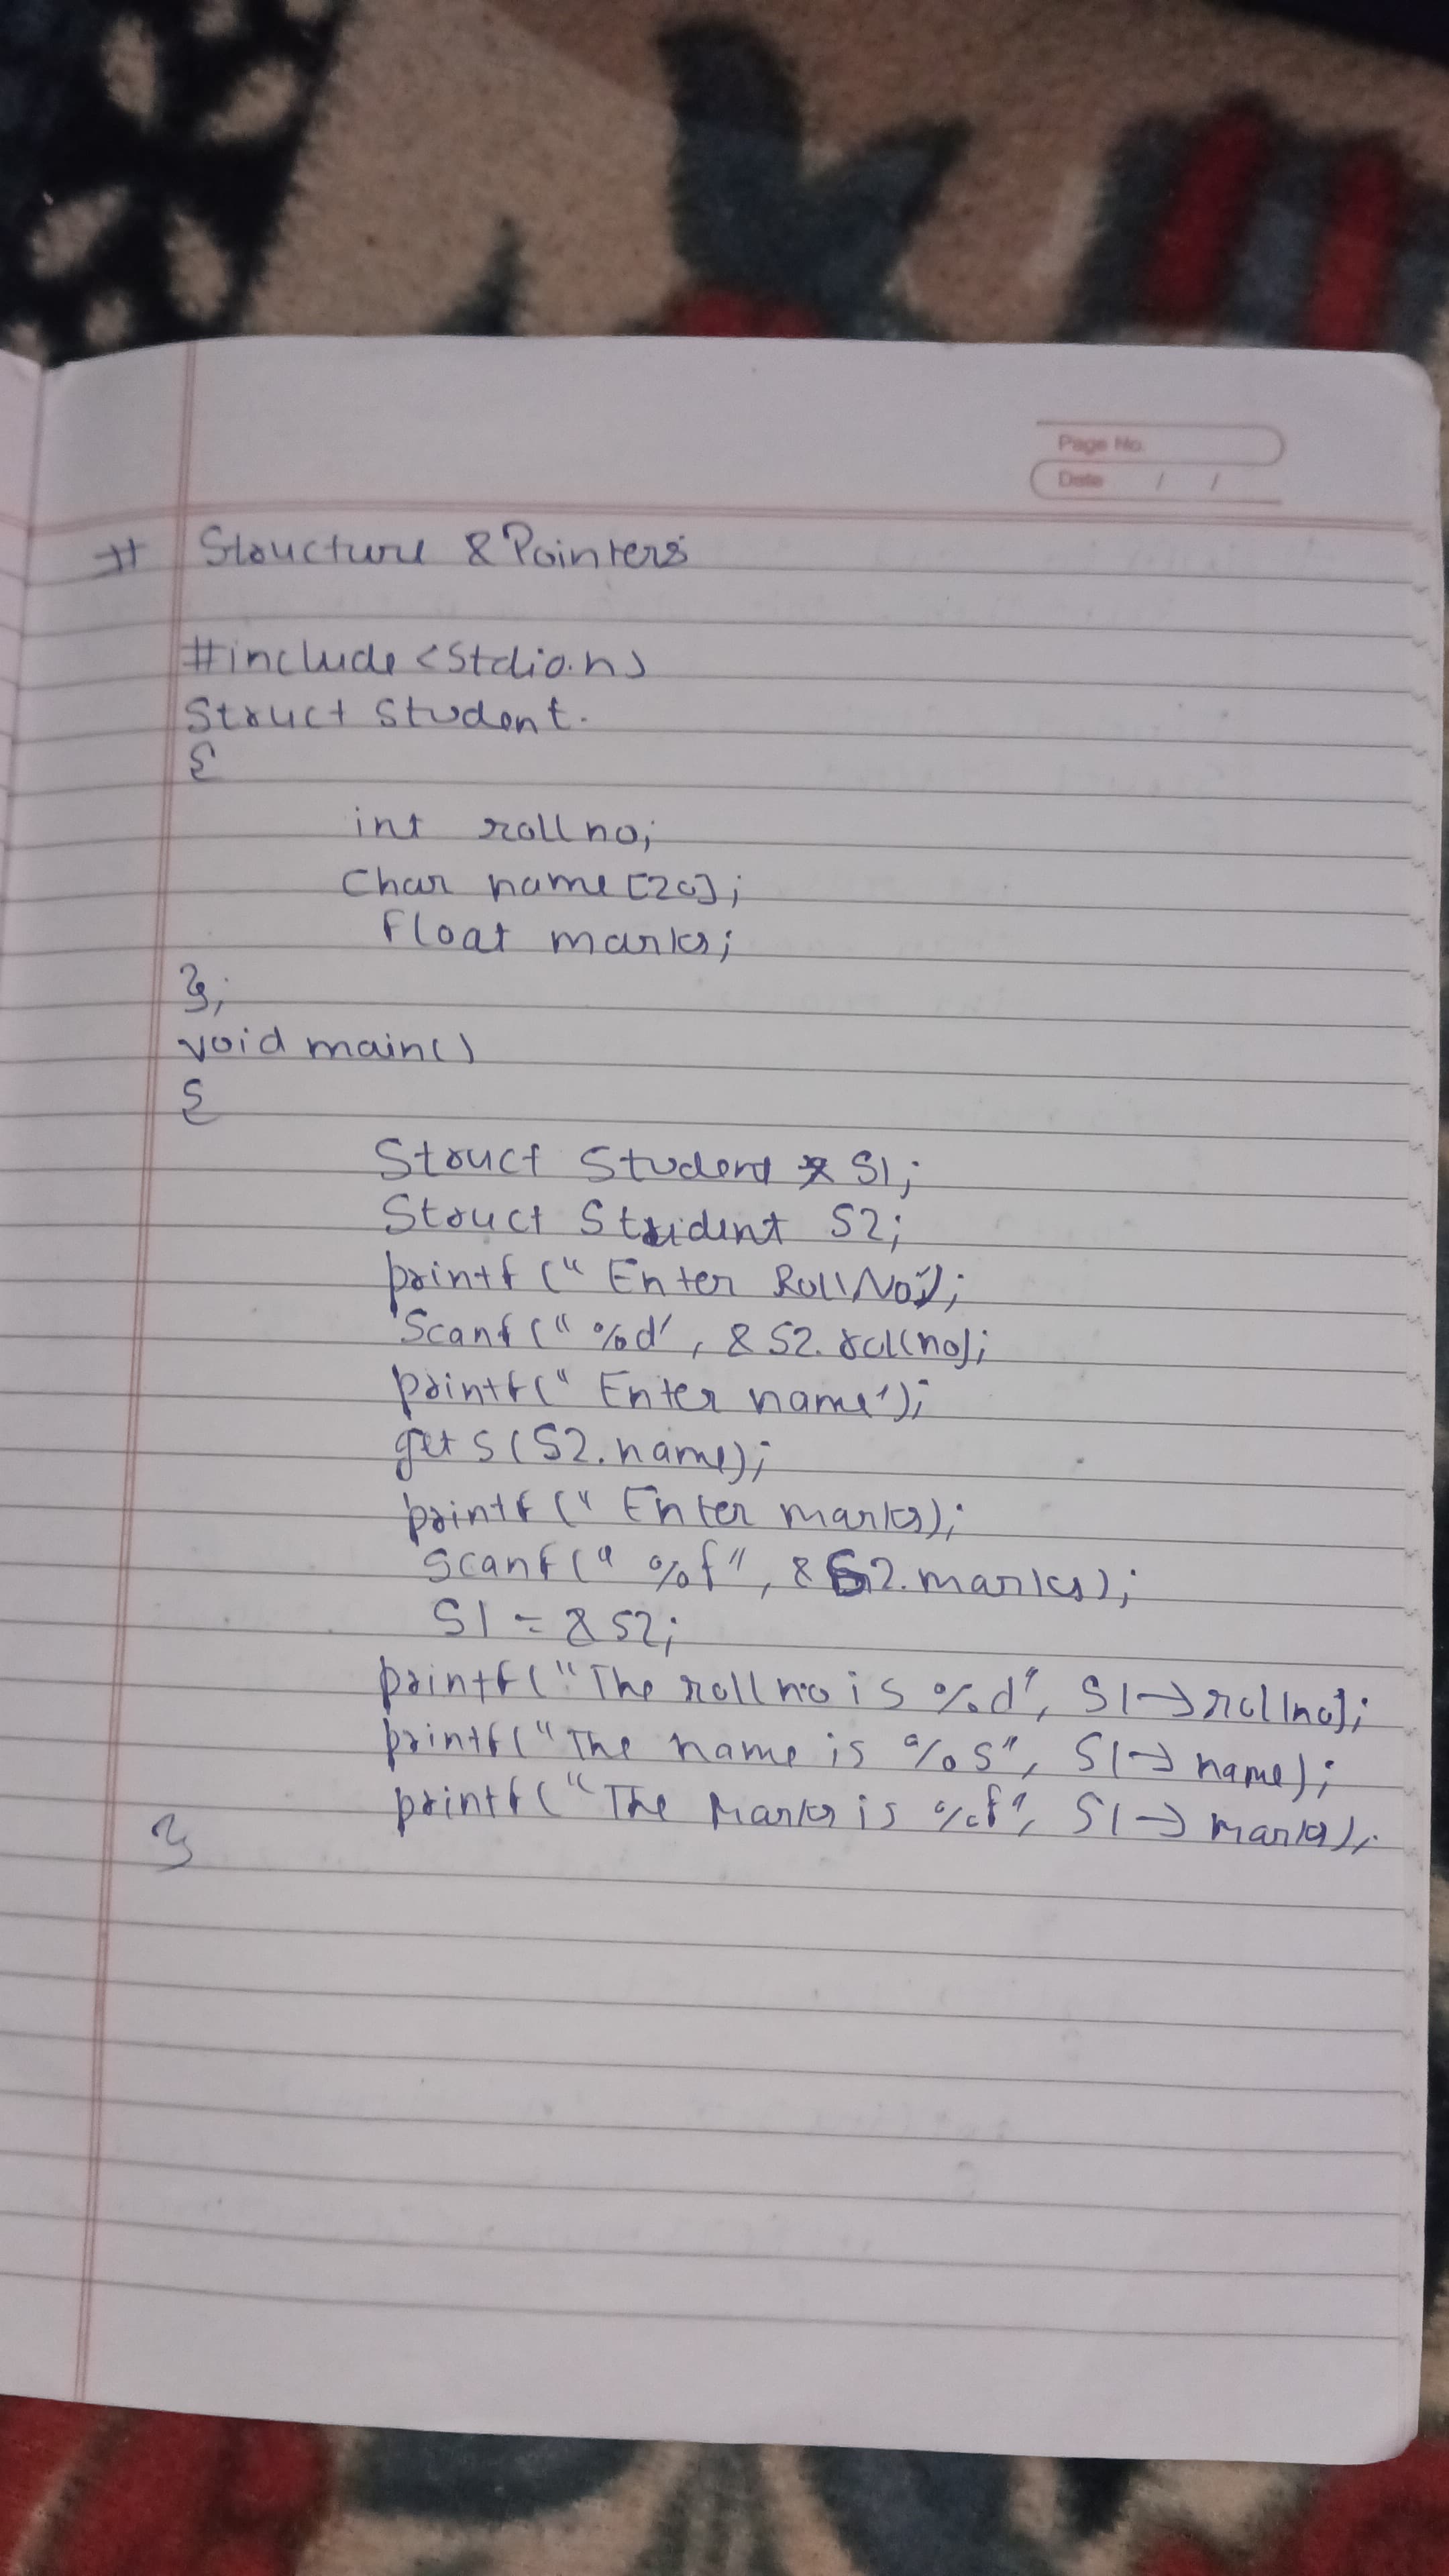 Page No.
Date / /
# Structure & Pointers
#include <stdio.h>
Struct Student.
{
int rollno;
Char name [20];
float marks;
};
void main()
{
Struct Student * S1;
Struct Student S2;
printf (" Enter RollNo");
Scanf (" %d", & S2. rollno);
printf (" Enter name");
gets (S2. name);
printf (" Enter marks);
Scanf (" %f", & S2. marks);
S1 = & S2;
printf ("The rollno is %d", S1 -> rollno);
printf ("The name is %s", S1 -> name);
printf ("The Marks is %f", S1 -> marks);
}